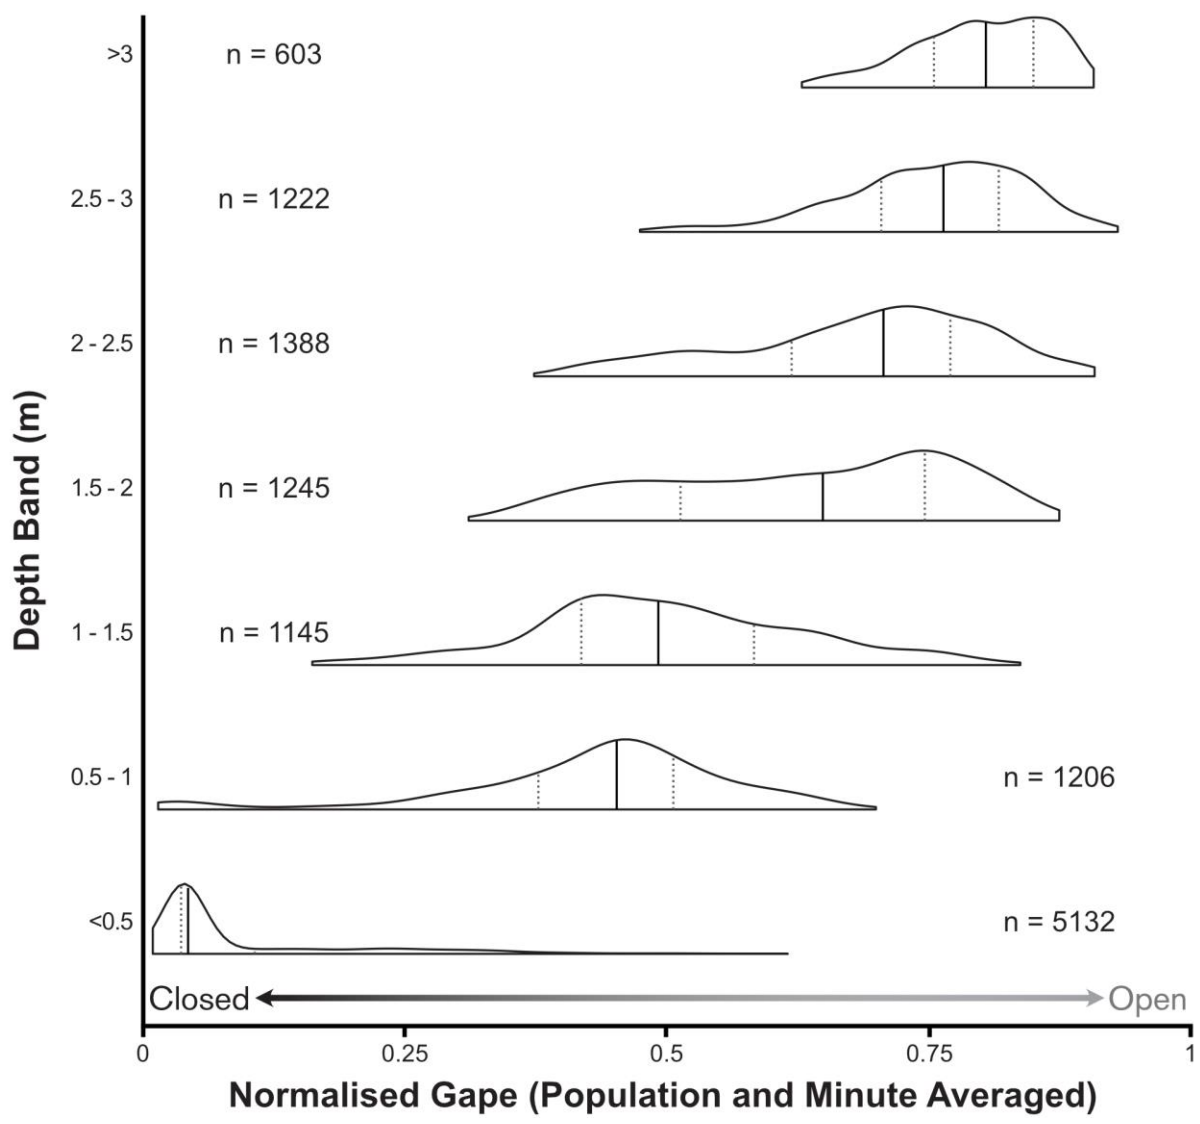 >3
n = 603
2.5 - 3
n = 1222
2 - 2.5
n = 1388
1.5 - 2
n = 1245
1 - 1.5
n = 1145
0.5 - 1
n = 1206
<0.5
n = 5132
Depth Band (m)
Closed
Open
0
0.25
0.5
0.75
1
Normalised Gape (Population and Minute Averaged)